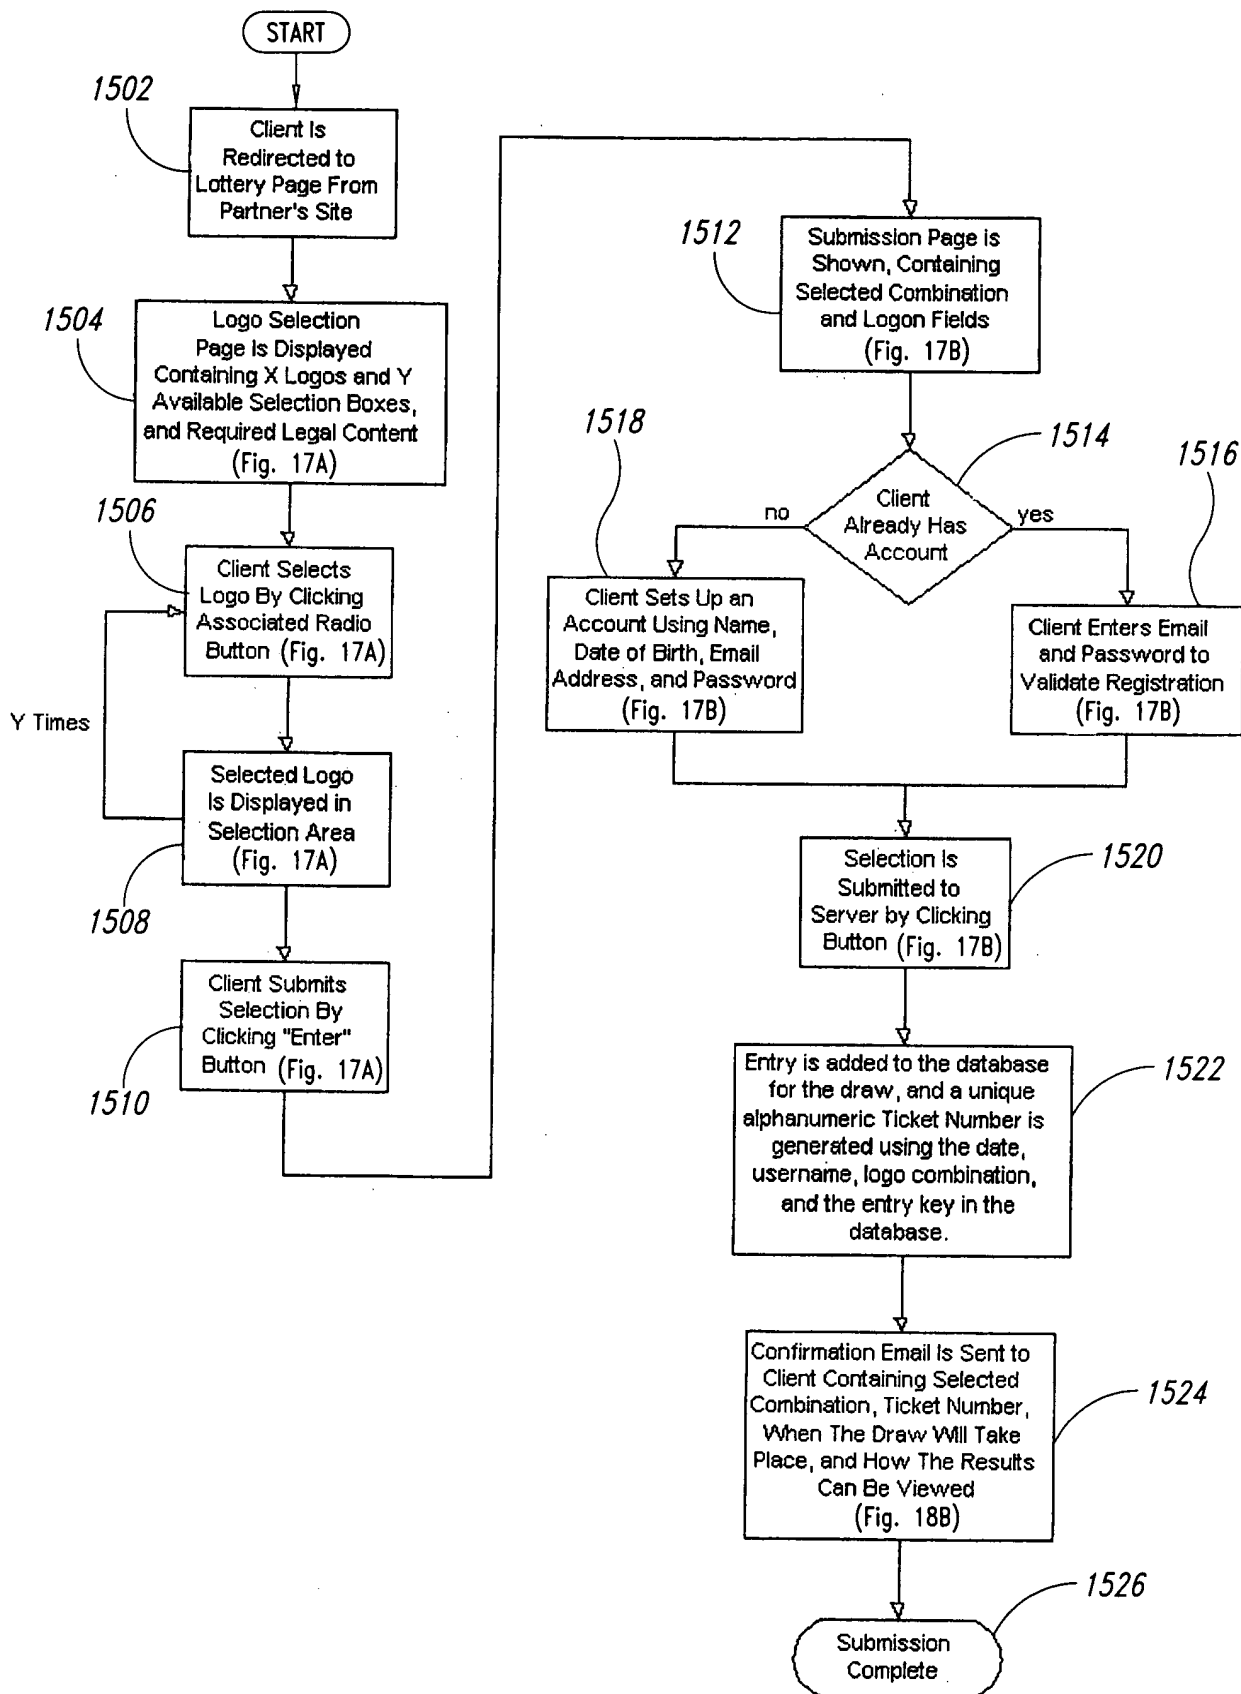 START
1502
Client Is
Redirected to
Lottery Page From
Partner's Site
1504
Logo Selection
Page Is Displayed
Containing X Logos and Y
Available Selection Boxes,
and Required Legal Content
(Fig. 17A)
1506
Client Selects
Logo By Clicking
Associated Radio
Button (Fig. 17A)
Y Times
Selected Logo
Is Displayed in
Selection Area
(Fig. 17A)
1508
Client Submits
Selection By
Clicking "Enter"
Button (Fig. 17A)
1510
1512
Submission Page is
Shown, Containing
Selected Combination
and Logon Fields
(Fig. 17B)
1514
Client
Already Has
Account
no
yes
1518
Client Sets Up an
Account Using Name,
Date of Birth, Email
Address, and Password
(Fig. 17B)
1516
Client Enters Email
and Password to
Validate Registration
(Fig. 17B)
Selection Is
Submitted to
Server by Clicking
Button (Fig. 17B)
1520
Entry is added to the database
for the draw, and a unique
alphanumeric Ticket Number is
generated using the date,
username, logo combination,
and the entry key in the
database.
1522
Confirmation Email Is Sent to
Client Containing Selected
Combination, Ticket Number,
When The Draw Will Take
Place, and How The Results
Can Be Viewed
(Fig. 18B)
1524
1526
Submission
Complete